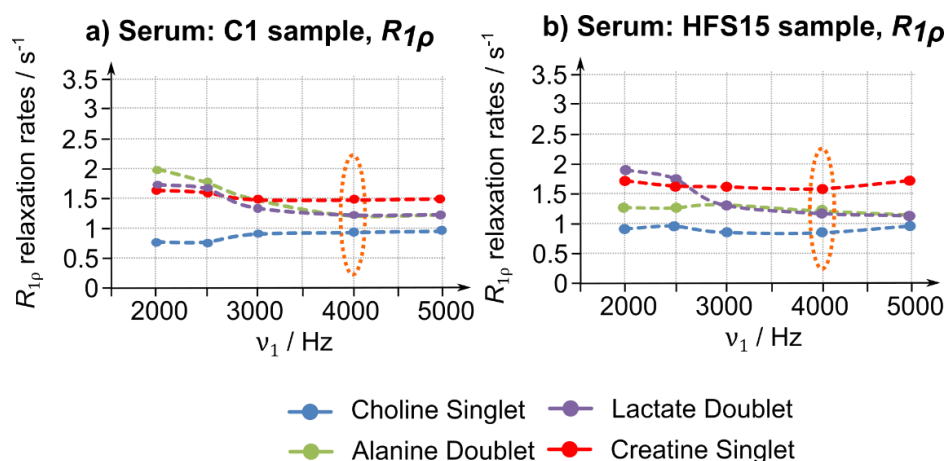 a) Serum: C1 sample, R1ρ
b) Serum: HFS15 sample, R1ρ
R1ρ relaxation rates / s-1
3.5
3
2.5
2
1.5
1
0.5
0
2000 3000 4000 5000
ν1 / Hz
R1ρ relaxation rates / s-1
3.5
3
2.5
2
1.5
1
0.5
0
2000 3000 4000 5000
ν1 / Hz
Choline Singlet
Lactate Doublet
Alanine Doublet
Creatine Singlet